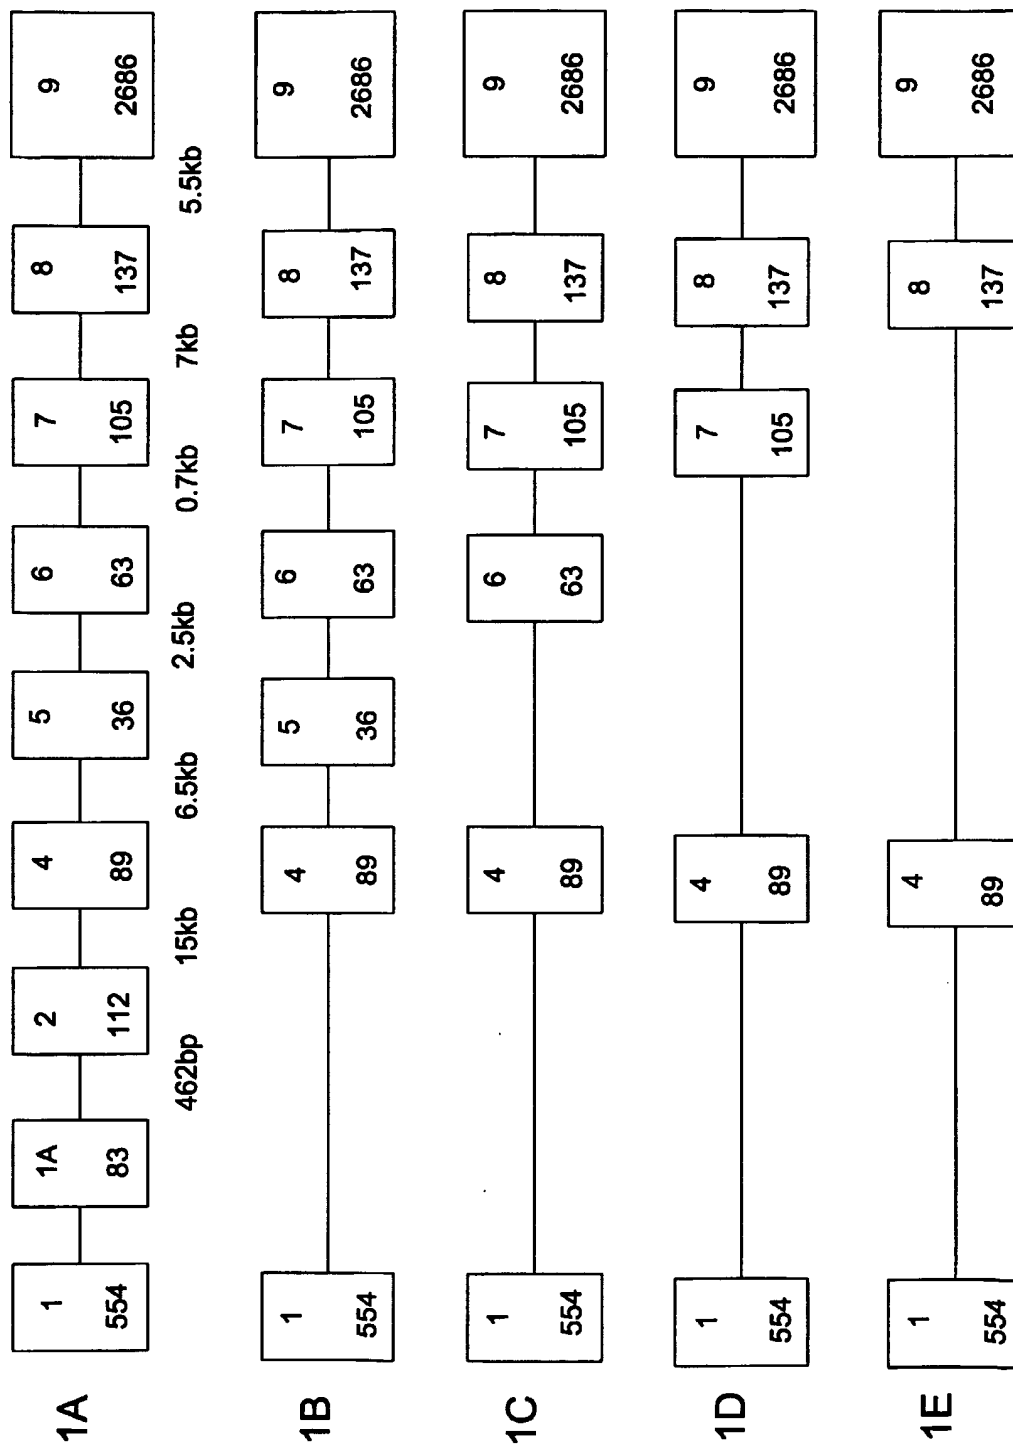 1A
1 1A 2 4 5 6 7 8 9
554 83 112 89 36 63 105 137 2686
462bp 15kb 6.5kb 2.5kb 0.7kb 7kb 5.5kb
1B
1 4 5 6 7 8 9
554 89 36 63 105 137 2686
1C
1 4 6 7 8 9
554 89 63 105 137 2686
1D
1 4 7 8 9
554 89 105 137 2686
1E
1 4 8 9
554 89 137 2686